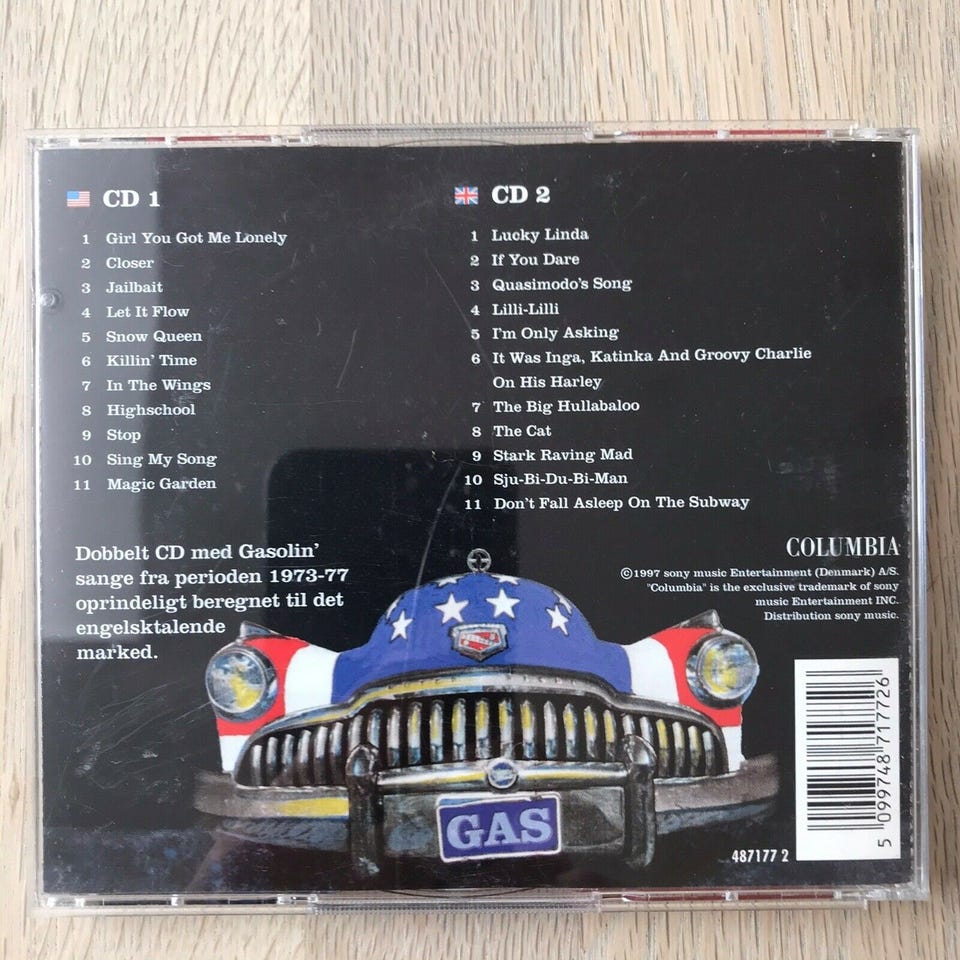 CD 1
1 Girl You Got Me Lonely
2 Closer
3 Jailbait
4 Let It Flow
5 Snow Queen
6 Killin' Time
7 In The Wings
8 Highschool
9 Stop
10 Sing My Song
11 Magic Garden
CD 2
1 Lucky Linda
2 If You Dare
3 Quasimodo's Song
4 Lilli-Lilli
5 I'm Only Asking
6 It Was Inga, Katinka And Groovy Charlie
On His Harley
7 The Big Hullabaloo
8 The Cat
9 Stark Raving Mad
10 Sju-Bi-Du-Bi-Man
11 Don't Fall Asleep On The Subway
Dobbelt CD med Gasolin'
sange fra perioden 1973-77
oprindeligt beregnet til det
engelsktalende
marked.
COLUMBIA
©1997 sony music Entertainment (Denmark) A/S.
"Columbia" is the exclusive trademark of sony
music Entertainment INC.
Distribution sony music.
GAS
487177 2
5 099748 717726